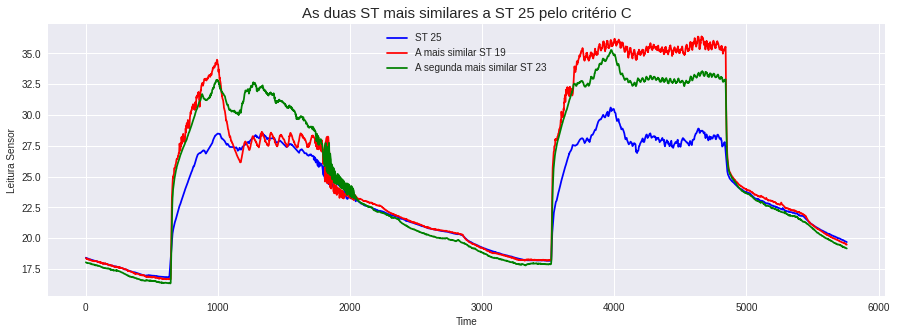 As duas ST mais similares a ST 25 pelo critério C
ST 25
A mais similar ST 19
A segunda mais similar ST 23
Leitura Sensor
35.0
32.5
30.0
27.5
25.0
22.5
20.0
17.5
0 1000 2000 3000 4000 5000 6000
Time